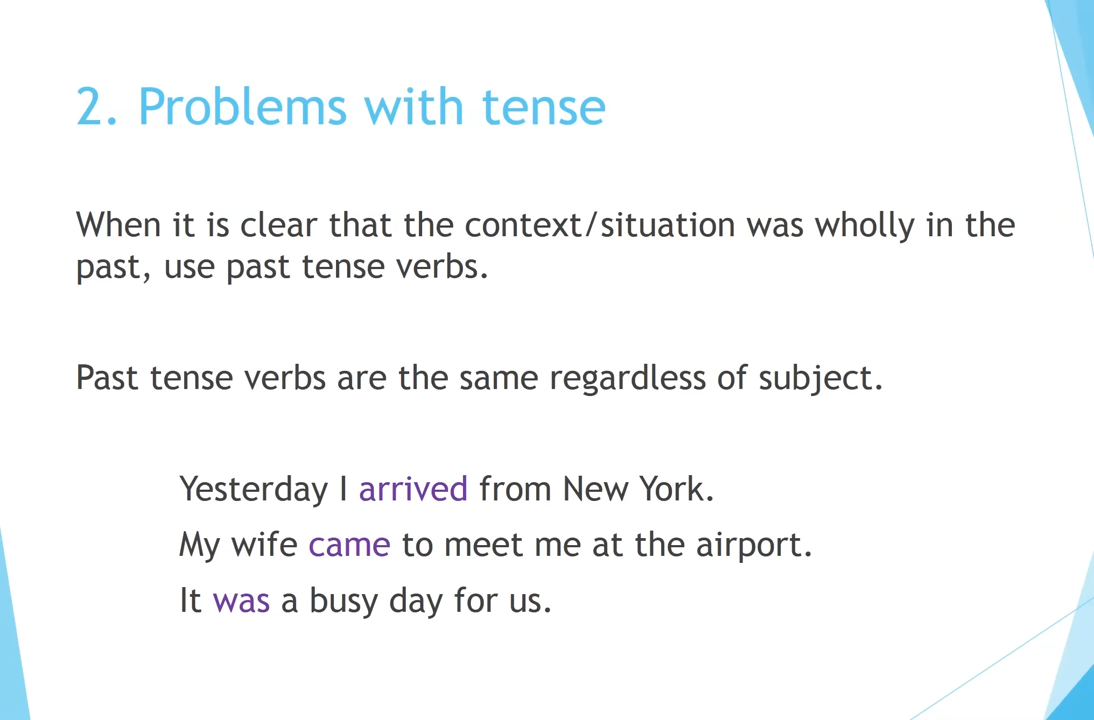 2. Problems with tense
When it is clear that the context/situation was wholly in the
past, use past tense verbs.
Past tense verbs are the same regardless of subject.
Yesterday I arrived from New York.
My wife came to meet me at the airport.
It was a busy day for us.